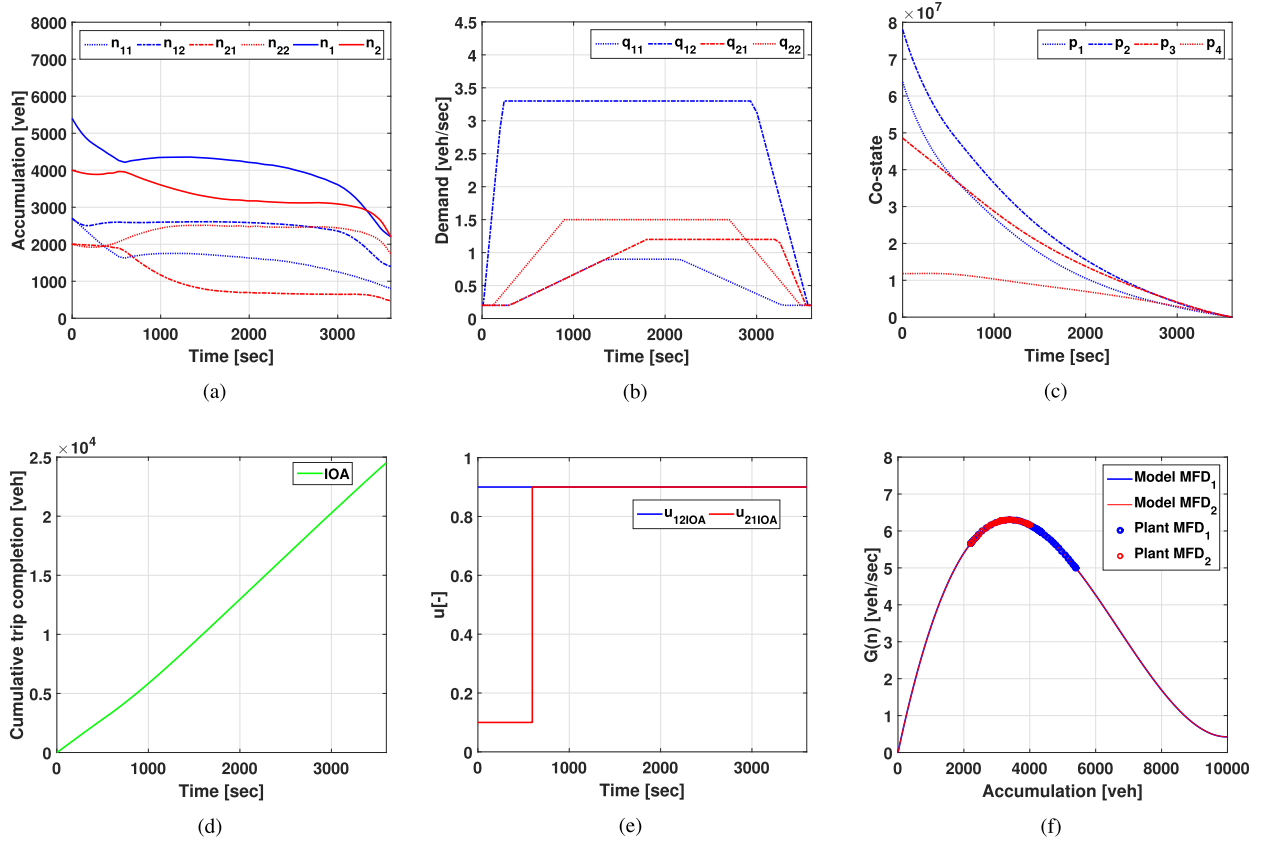 8000
7000
6000
5000
4000
3000
2000
1000
0
Accumulation [veh]
n11 n12 n21 n22 n1 n2
0 1000 2000 3000
Time [sec]
(a)
4.5
4
3.5
3
2.5
2
1.5
1
0.5
0
Demand [veh/sec]
q11 q12 q21 q22
0 1000 2000 3000
Time [sec]
(b)
×10^7
8
7
6
5
4
3
2
1
0
Co-state
p1 p2 p3 p4
0 1000 2000 3000
Time [sec]
(c)
×10^4
2.5
2
1.5
1
0.5
0
Cumulative trip completion [veh]
IOA
0 1000 2000 3000
Time [sec]
(d)
1
0.8
0.6
0.4
0.2
0
u[-]
u12IOA u21IOA
0 1000 2000 3000
Time [sec]
(e)
8
7
6
5
4
3
2
1
0
G(n) [veh/sec]
Model MFD1
Model MFD2
Plant MFD1
Plant MFD2
0 2000 4000 6000 8000 10000
Accumulation [veh]
(f)